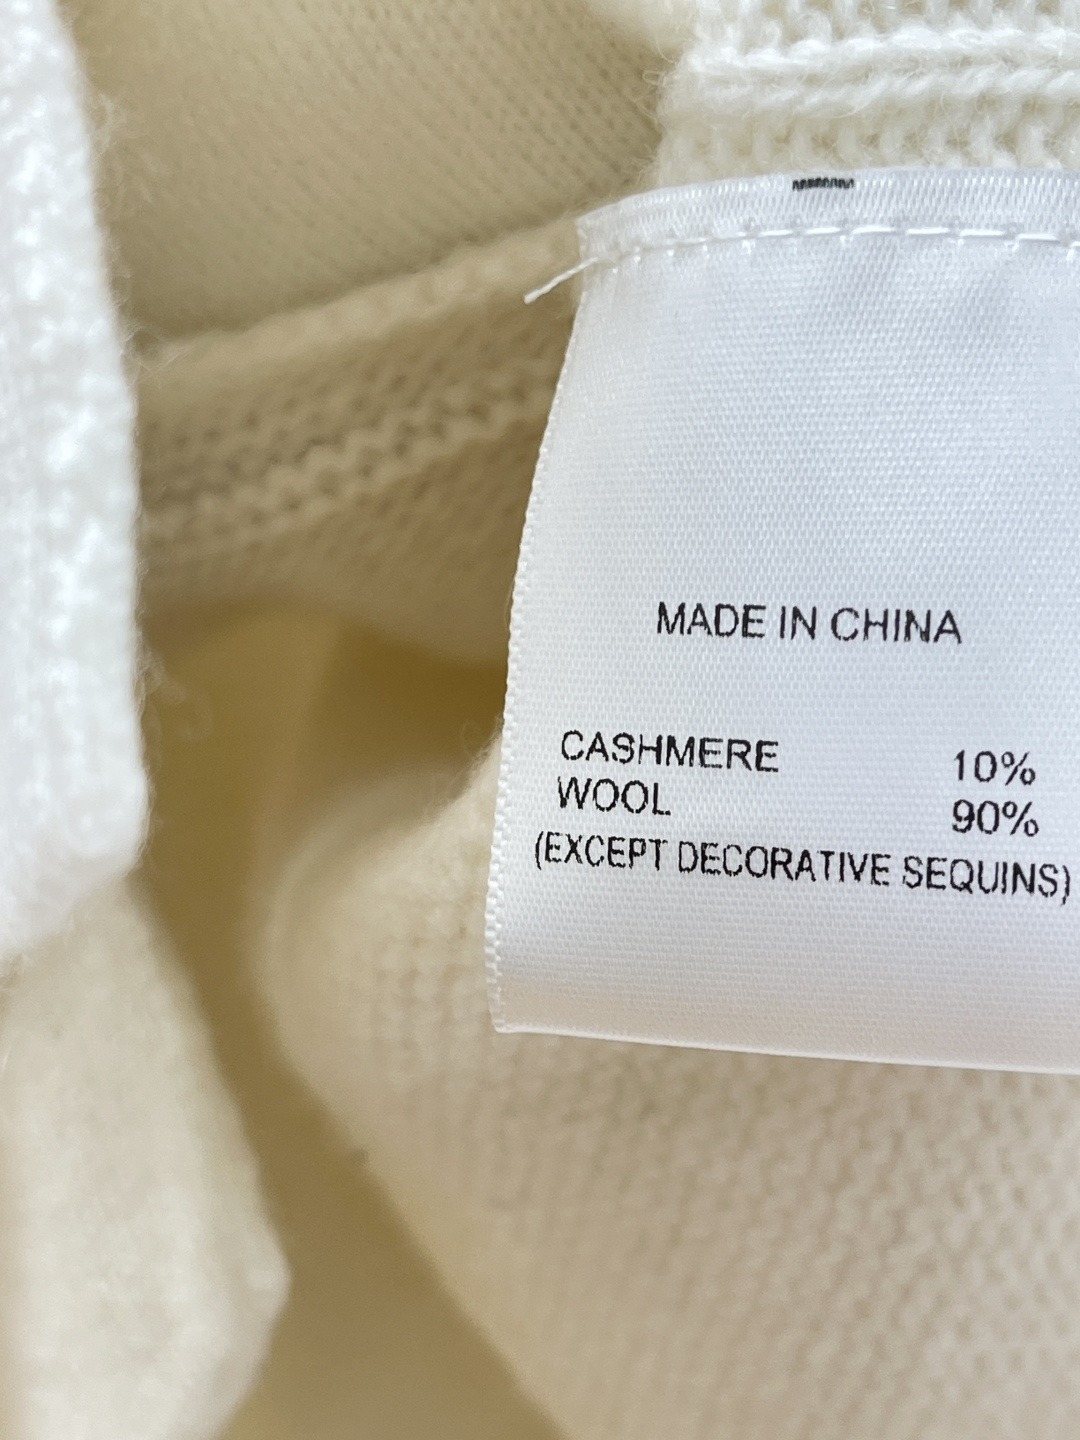 MADE IN CHINA
CASHMERE 10%
WOOL 90%
(EXCEPT DECORATIVE SEQUINS)